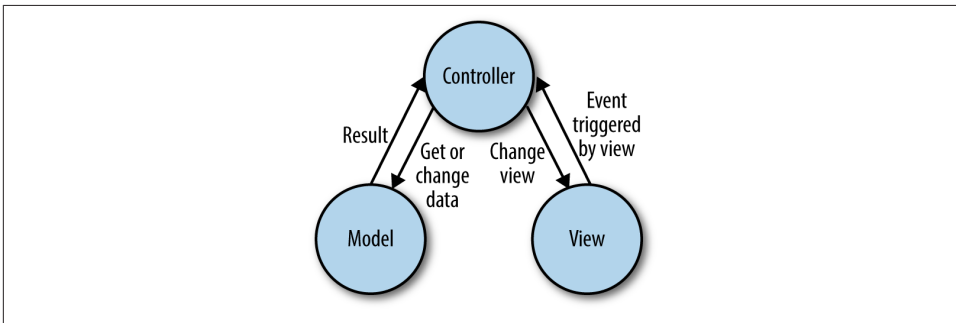 Controller
Result
Get or
change
data
Change
view
Event
triggered
by view
Model
View